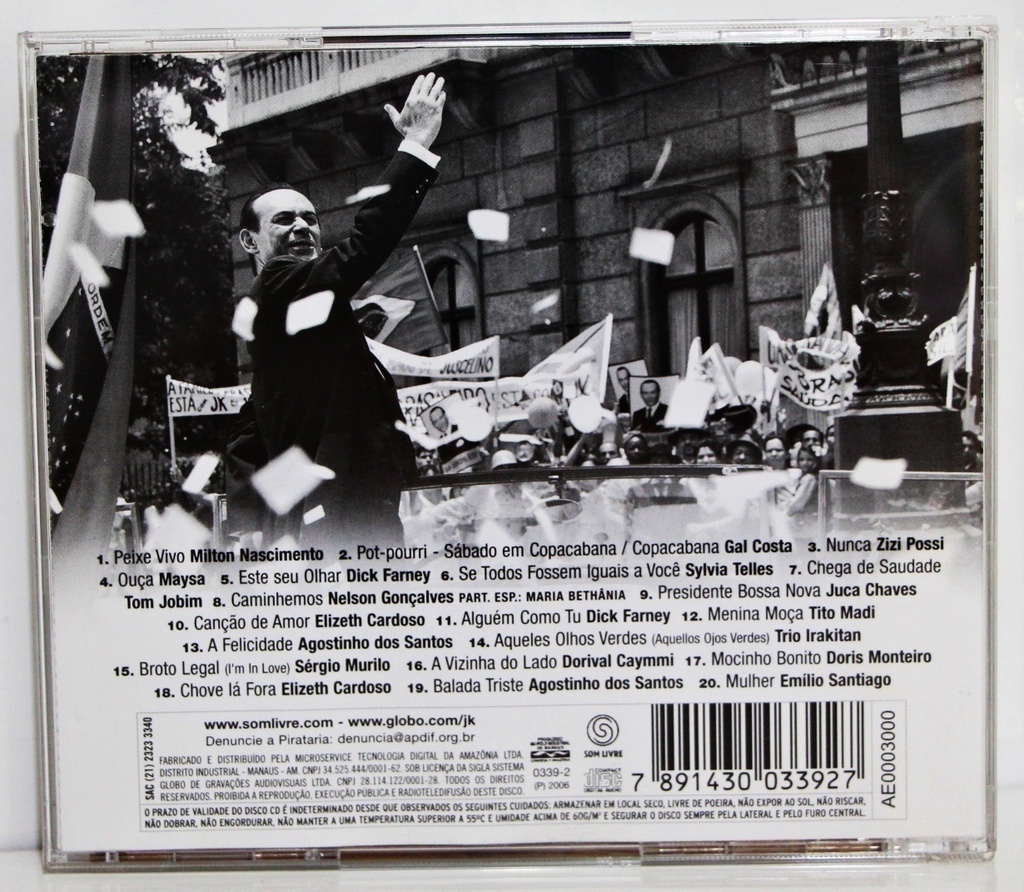 ORDEM
JUSCELINO
ESTÁ JK
1. Peixe Vivo Milton Nascimento 2. Pot-pourri - Sábado em Copacabana / Copacabana Gal Costa 3. Nunca Zizi Possi
4. Ouça Maysa 5. Este seu Olhar Dick Farney 6. Se Todos Fossem Iguais a Você Sylvia Telles 7. Chega de Saudade
Tom Jobim 8. Caminhemos Nelson Gonçalves PART. ESP.: MARIA BETHÂNIA 9. Presidente Bossa Nova Juca Chaves
10. Canção de Amor Elizeth Cardoso 11. Alguém Como Tu Dick Farney 12. Menina Moça Tito Madi
13. A Felicidade Agostinho dos Santos 14. Aqueles Olhos Verdes (Aquellos Ojos Verdes) Trio Irakitan
15. Broto Legal (I'm In Love) Sérgio Murilo 16. A Vizinha do Lado Dorival Caymmi 17. Mocinho Bonito Doris Monteiro
18. Chove lá Fora Elizeth Cardoso 19. Balada Triste Agostinho dos Santos 20. Mulher Emílio Santiago
SAC (21) 2323 3340
www.somlivre.com - www.globo.com/jk
Denuncie a Pirataria: denuncia@apdif.org.br
FABRICADO E DISTRIBUÍDO PELA MICROSERVICE TECNOLOGIA DIGITAL DA AMAZÔNIA LTDA.
DISTRITO INDUSTRIAL - MANAUS - AM. CNPJ 34.525.444/0001-62. SOB LICENÇA DA SIGLA SISTEMA
GLOBO DE GRAVAÇÕES AUDIOVISUAIS LTDA. CNPJ 28.114.122/0001-28. TODOS OS DIREITOS
RESERVADOS. PROIBIDA A REPRODUÇÃO, EXECUÇÃO PÚBLICA E RADIOTELEDIFUSÃO DESTE DISCO.
0339-2
(P) 2006
SOM LIVRE
COMPACT
disc
DIGITAL AUDIO
7 891430 033927
AE0003000
O PRAZO DE VALIDADE DO DISCO CD É INDETERMINADO DESDE QUE OBSERVADOS OS SEGUINTES CUIDADOS: ARMAZENAR EM LOCAL SECO, LIVRE DE POEIRA, NÃO EXPOR AO SOL, NÃO RISCAR,
NÃO DOBRAR, NÃO ENGORDURAR, NÃO MANTER A UMA TEMPERATURA SUPERIOR A 55ºC E UMIDADE ACIMA DE 60G/M³ E SEGURAR O DISCO SEMPRE PELA LATERAL E PELO FURO CENTRAL.